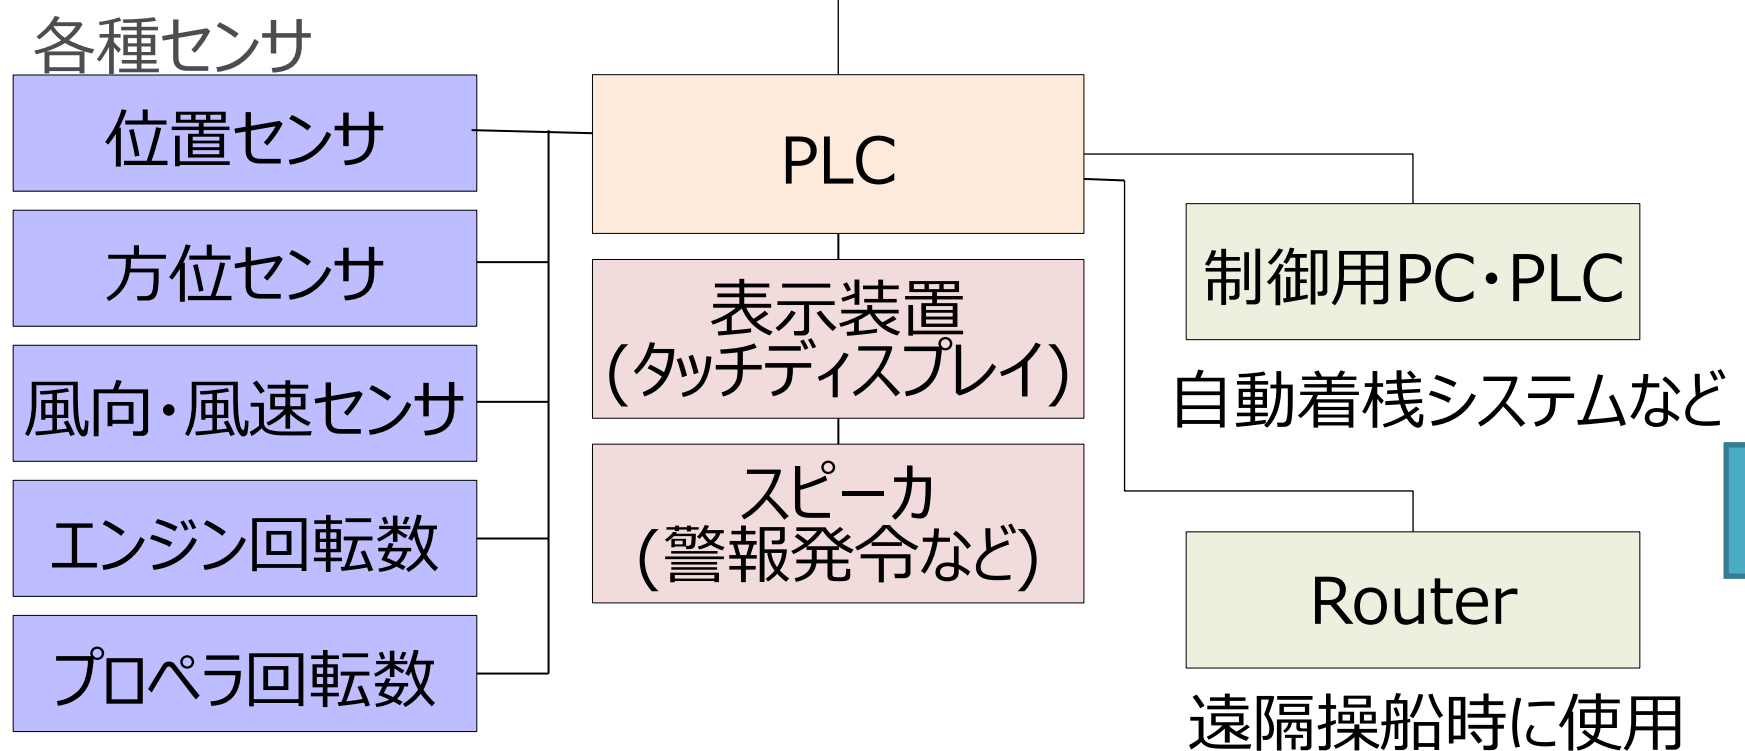 各種センサ
位置センサ
方位センサ
風向・風速センサ
エンジン回転数
プロペラ回転数
PLC
表示装置
(タッチディスプレイ)
スピーカ
(警報発令など)
制御用PC・PLC
自動着桟システムなど
Router
遠隔操船時に使用